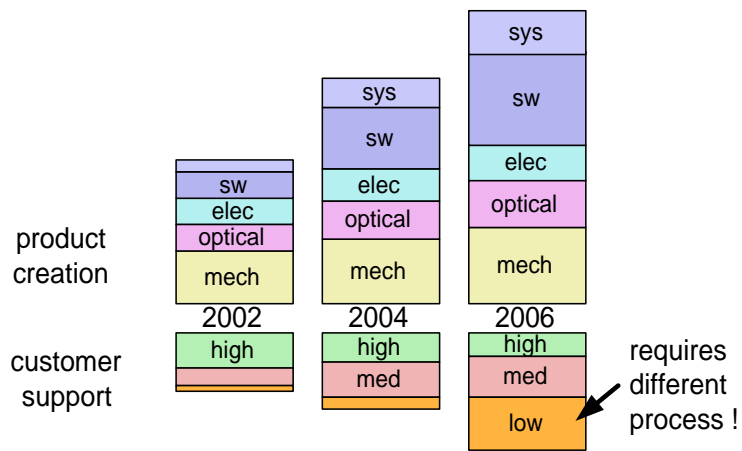 sys
sw
elec
optical
mech
sys
sw
elec
optical
mech
sw
elec
optical
mech
product
creation
2002
2004
2006
customer
support
high
high
med
high
med
low
requires
different
process !